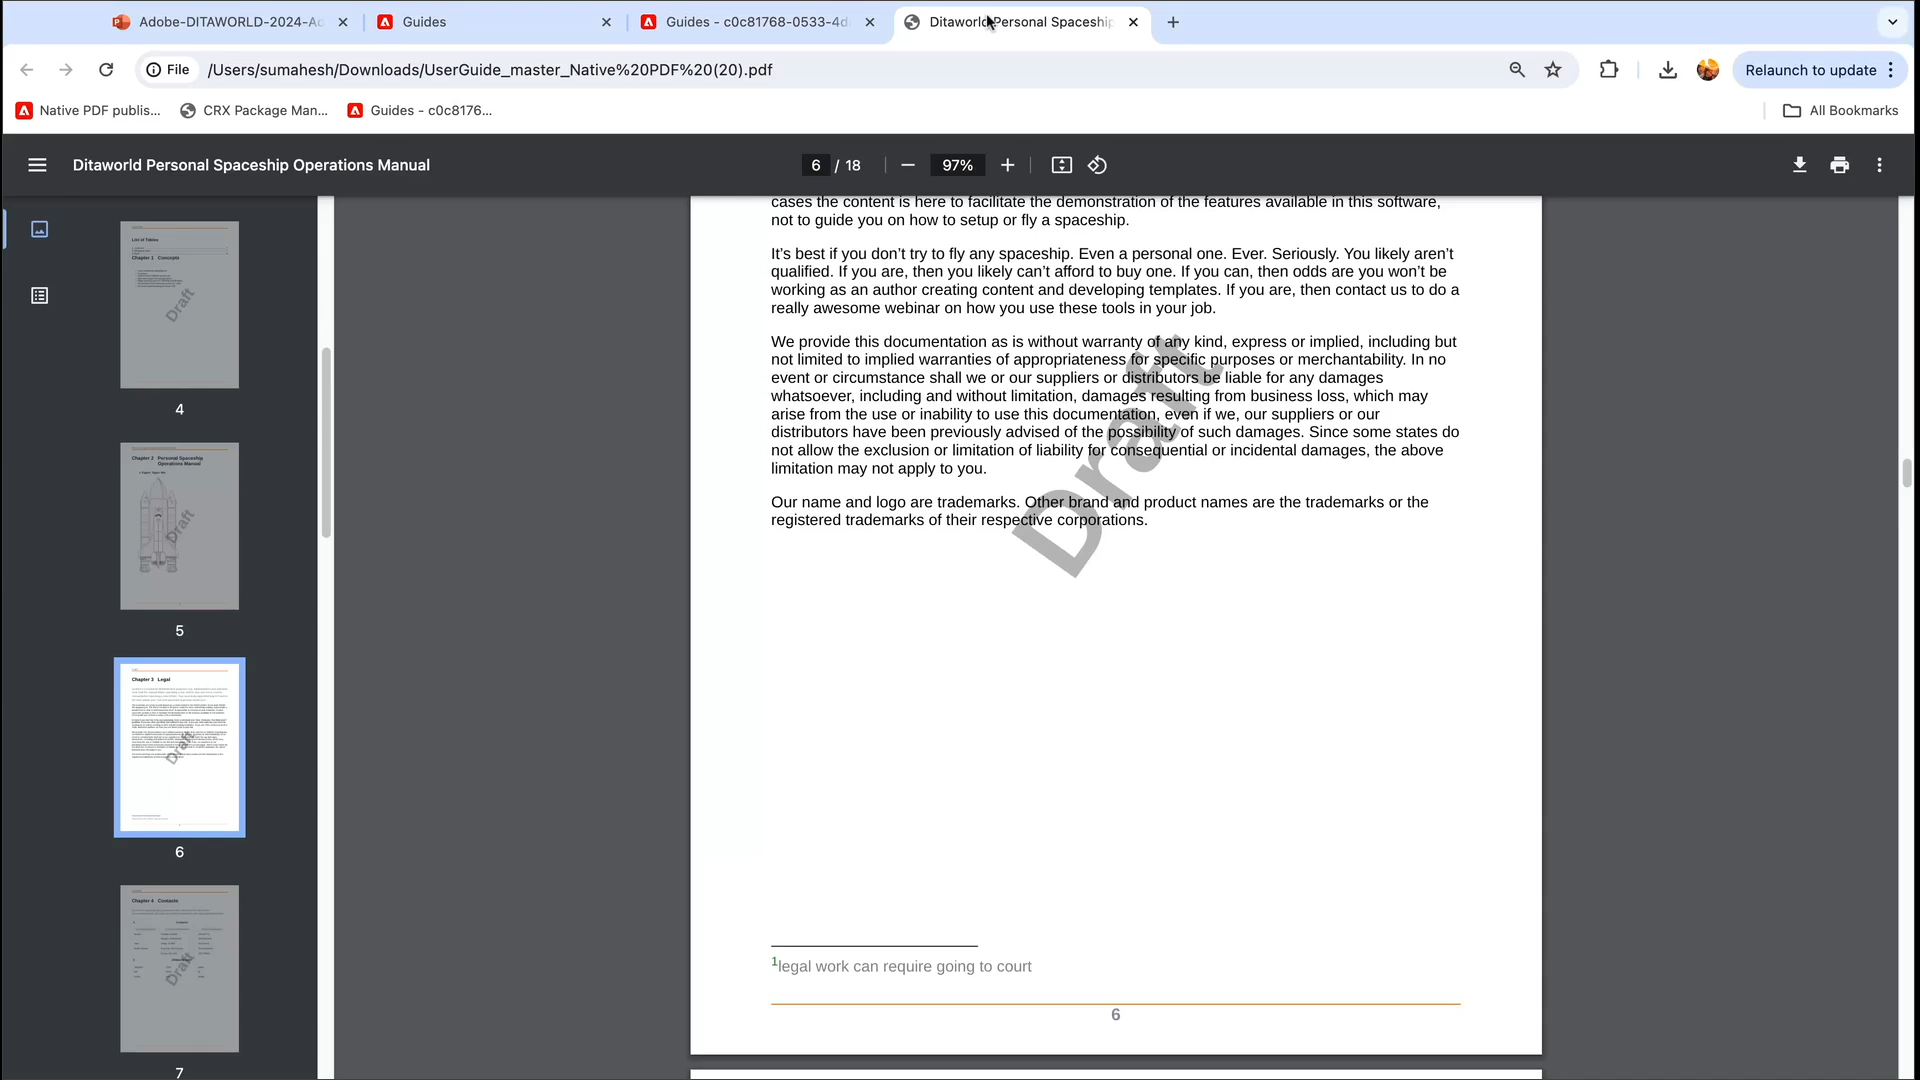 Adobe-DITAWORLD-2024-Ad
Guides
Guides - c0c81768-0533-4d
Ditaworld Personal Spaceship
File
/Users/sumahesh/Downloads/UserGuide_master_Native%20PDF%20(20).pdf
Relaunch to update
Native PDF publis...
CRX Package Man...
Guides - c0c8176...
All Bookmarks
Ditaworld Personal Spaceship Operations Manual
6 / 18
97%
cases the content is here to facilitate the demonstration of the features available in this software,
not to guide you on how to setup or fly a spaceship.
It’s best if you don’t try to fly any spaceship. Even a personal one. Ever. Seriously. You likely aren’t
qualified. If you are, then you likely can’t afford to buy one. If you can, then odds are you won’t be
working as an author creating content and developing templates. If you are, then contact us to do a
really awesome webinar on how you use these tools in your job.
We provide this documentation as is without warranty of any kind, express or implied, including but
not limited to implied warranties of appropriateness for specific purposes or merchantability. In no
event or circumstance shall we or our suppliers or distributors be liable for any damages
whatsoever, including and without limitation, damages resulting from business loss, which may
arise from the use or inability to use this documentation, even if we, our suppliers or our
distributors have been previously advised of the possibility of such damages. Since some states do
not allow the exclusion or limitation of liability for consequential or incidental damages, the above
limitation may not apply to you.
Our name and logo are trademarks. Other brand and product names are the trademarks or the
registered trademarks of their respective corporations.
Draft
1legal work can require going to court
6
List of Tables
Chapter 1 Concepts
Draft
4
Chapter 2 Personal Spaceship
Operations Manual
Draft
5
Chapter 3 Legal
Draft
6
Chapter 4 Contacts
Draft
7